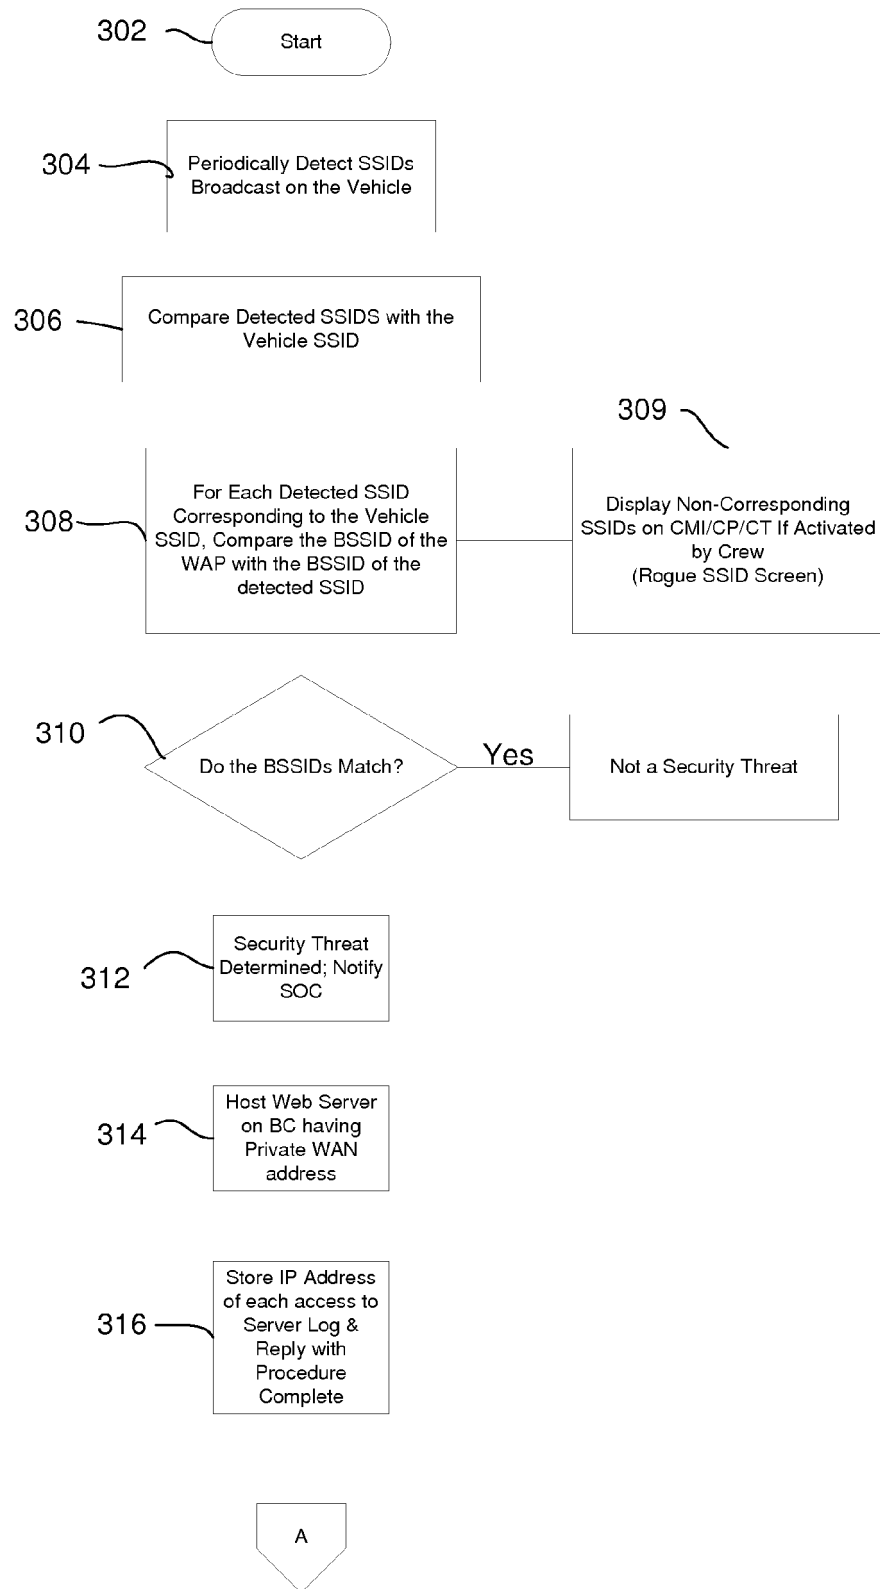 302
Start
304
Periodically Detect SSIDs
Broadcast on the Vehicle
306
Compare Detected SSIDS with the
Vehicle SSID
309
308
For Each Detected SSID
Corresponding to the Vehicle
SSID, Compare the BSSID of the
WAP with the BSSID of the
detected SSID
Display Non-Corresponding
SSIDs on CMI/CP/CT If Activated
by Crew
(Rogue SSID Screen)
310
Do the BSSIDs Match?
Yes
Not a Security Threat
312
Security Threat
Determined; Notify
SOC
314
Host Web Server
on BC having
Private WAN
address
316
Store IP Address
of each access to
Server Log &
Reply with
Procedure
Complete
A